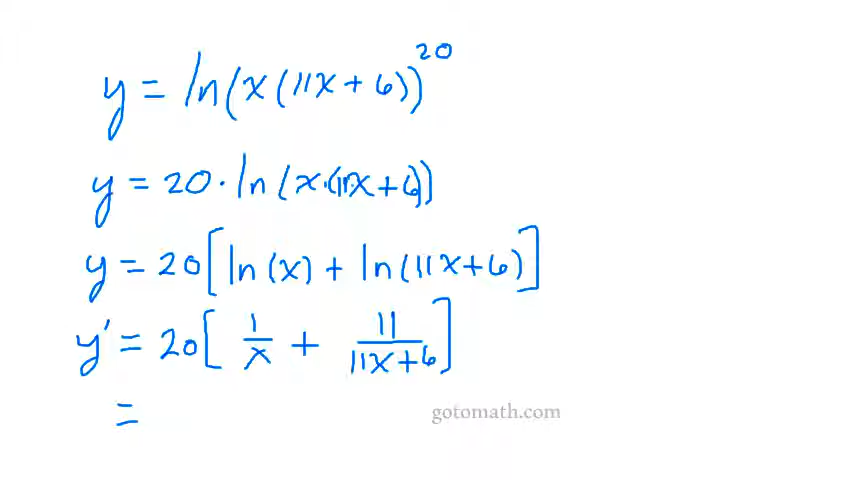 y = ln(x(11x+6))^20
y = 20 · ln(x·(11x+6))
y = 20[ln(x) + ln(11x+6)]
y' = 20[1/x + 11/(11x+6)]
=
gotomath.com